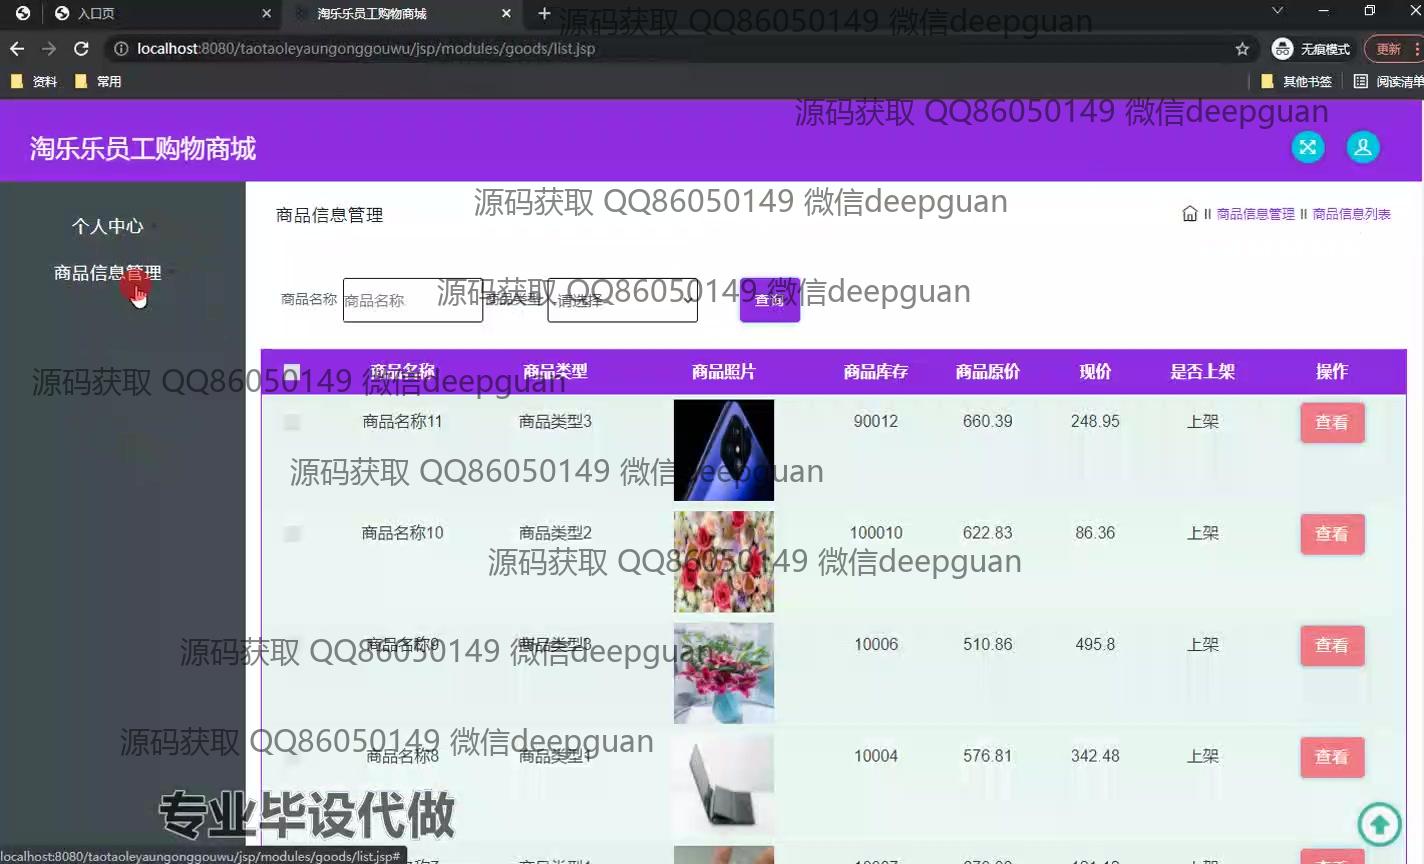 入口页
淘乐乐员工购物商城
源码获取 QQ86050149 微信deepguan
localhost:8080/taotaoleyaungonggouwu/jsp/modules/goods/list.jsp
无痕模式
更新
资料
常用
其他书签
阅读清单
源码获取 QQ86050149 微信deepguan
淘乐乐员工购物商城
个人中心
商品信息管理
源码获取 QQ86050149 微信deepguan
商品信息管理
II 商品信息管理 II 商品信息列表
商品名称 商品名称 商品类型 请选择 查询
源码获取 QQ86050149 微信deepguan
商品名称 商品类型 商品照片 商品库存 商品原价 现价 是否上架 操作
源码获取 QQ86050149 微信deepguan
商品名称11 商品类型3 90012 660.39 248.95 上架 查看
源码获取 QQ86050149 微信deepguan
商品名称10 商品类型2 100010 622.83 86.36 上架 查看
源码获取 QQ86050149 微信deepguan
商品名称9 商品类型3 10006 510.86 495.8 上架 查看
源码获取 QQ86050149 微信deepguan
商品名称8 商品类型1 10004 576.81 342.48 上架 查看
源码获取 QQ86050149 微信deepguan
专业毕设代做
localhost:8080/taotaoleyaungonggouwu/jsp/modules/goods/list.jsp#